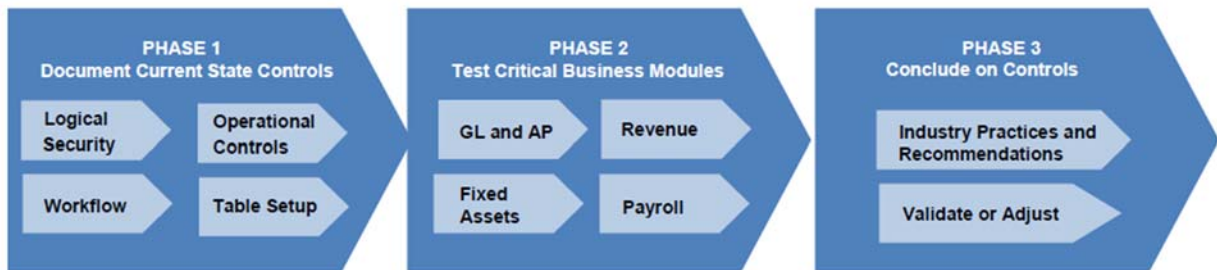 PHASE 1
Document Current State Controls
Logical
Security
Operational
Controls
Workflow
Table Setup
PHASE 2
Test Critical Business Modules
GL and AP
Revenue
Fixed
Assets
Payroll
PHASE 3
Conclude on Controls
Industry Practices and
Recommendations
Validate or Adjust